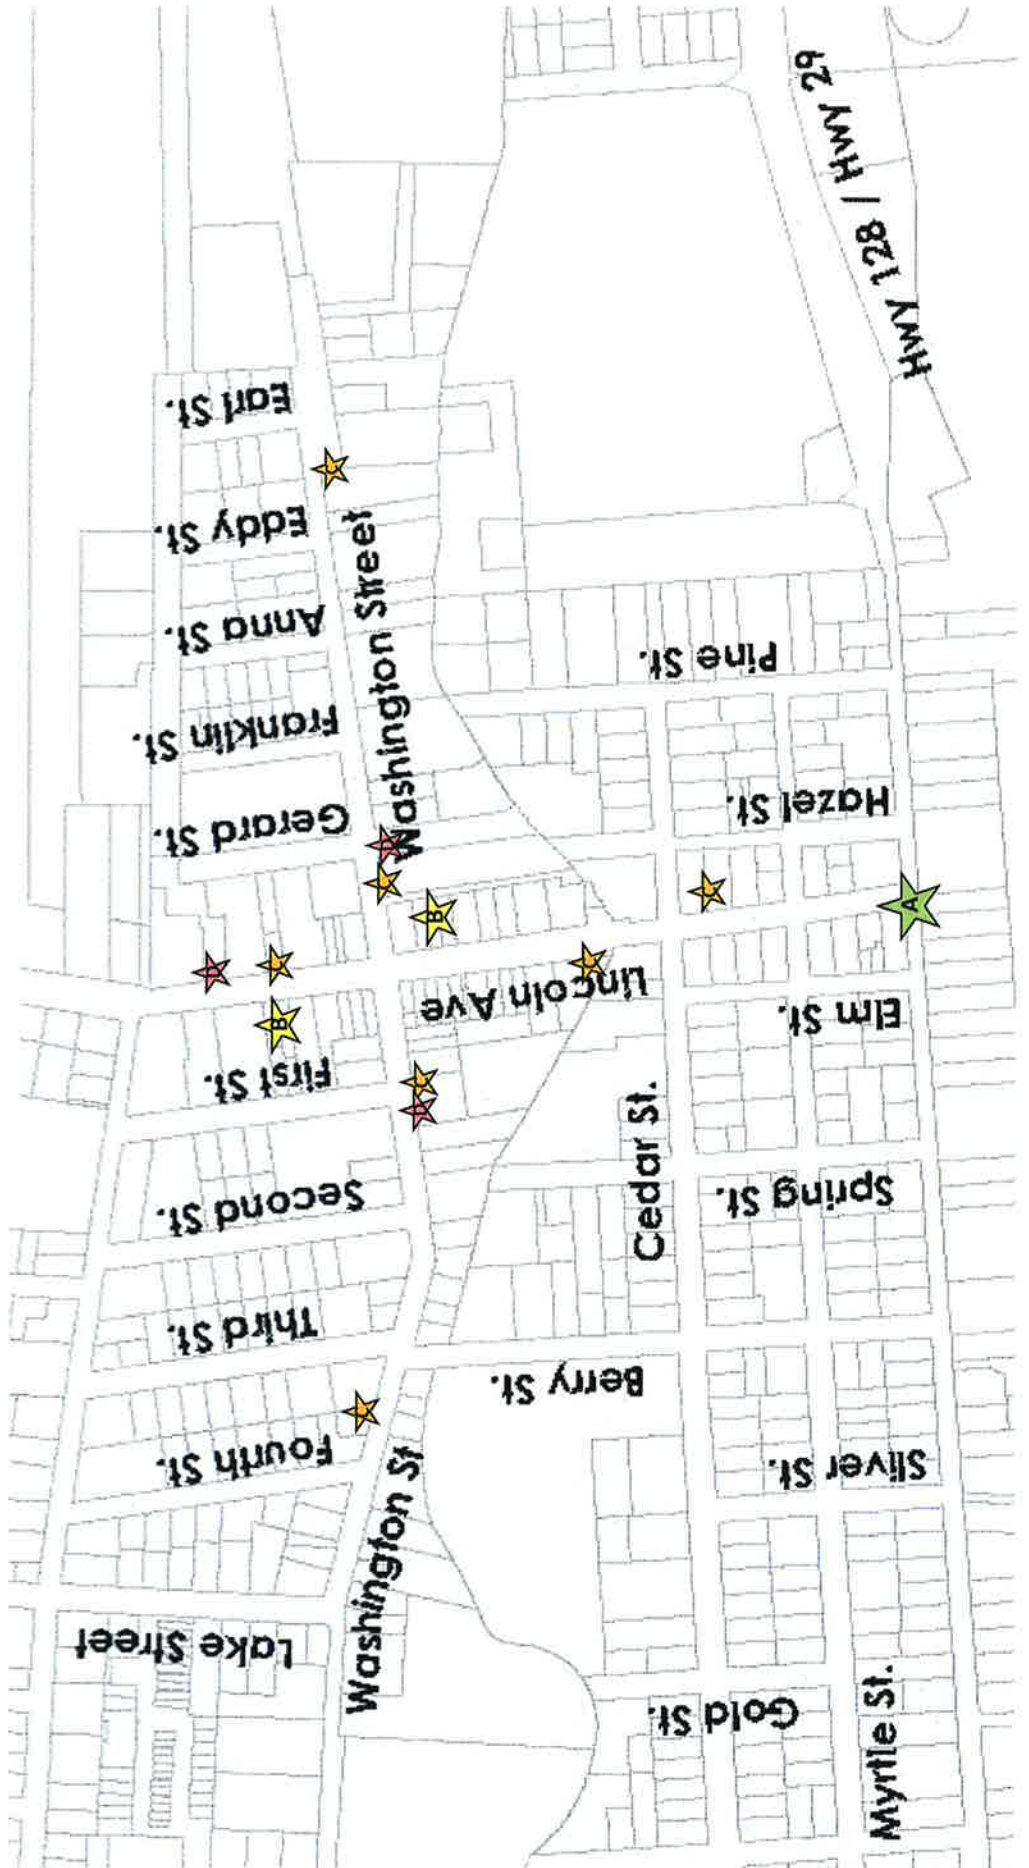 Hwy 128 / Hwy 29
Earl St.
C
Eddy St.
Anna St.
Washington Street
Pine St.
Franklin St.
Hazel St.
Gerard St.
D
C
B
C
A
D
C
C
Lincoln Ave
B
Elm St.
First St.
C
D
Cedar St.
Second St.
Spring St.
Third St.
Berry St.
C
Fourth St.
Sliver St.
Washington St
Lake Street
Gold St.
Myrtle St.